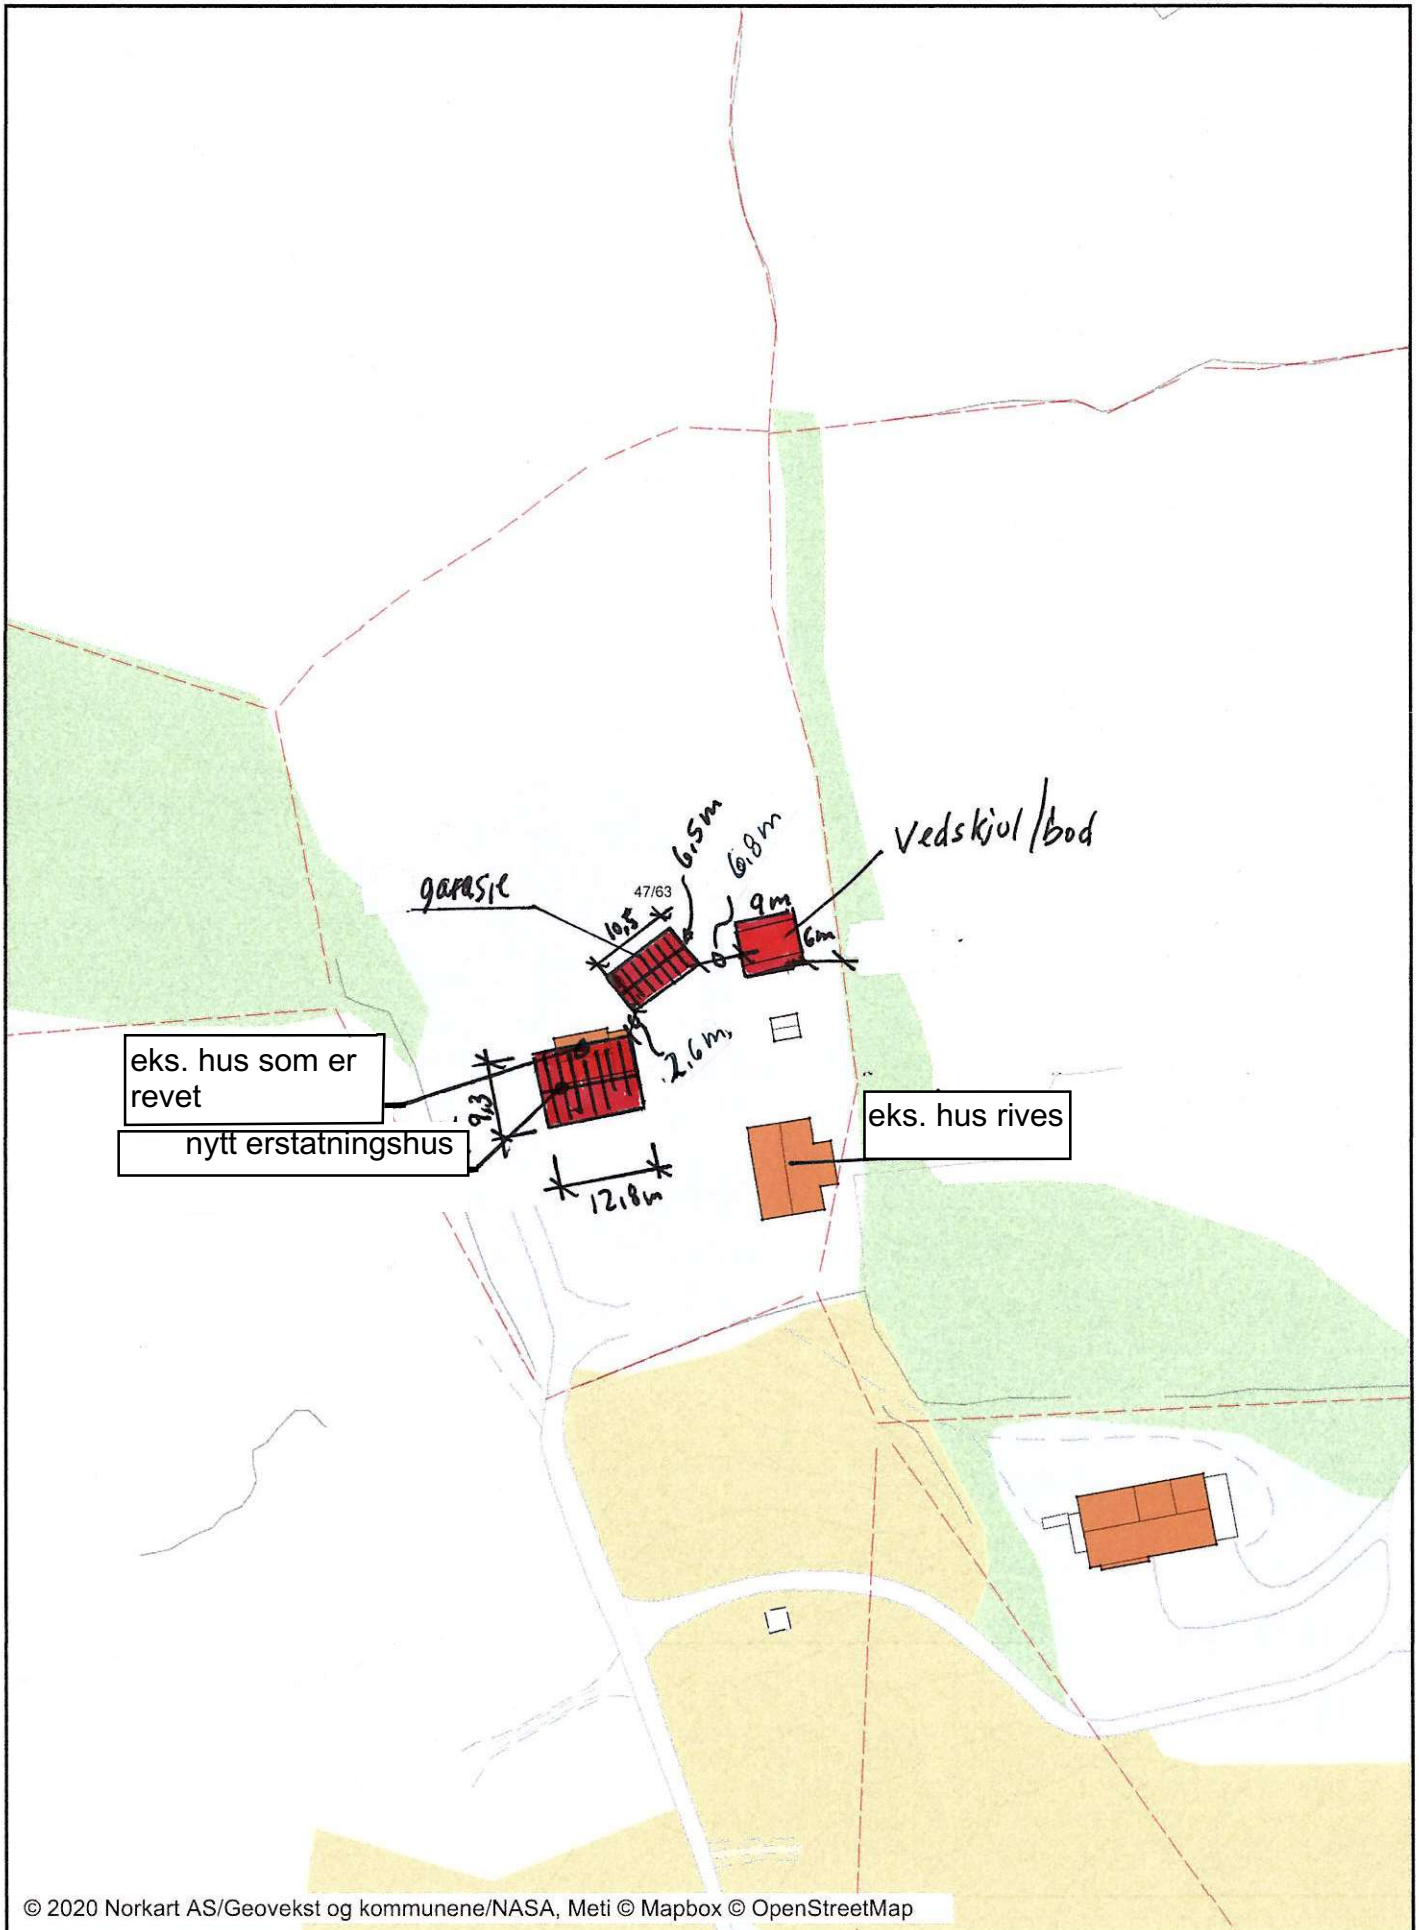 Vedskjul/bod
6,5m
6,8m
garasje
47/63
9m
10,5
6m
2,6m
eks. hus som er
revet
9,3
nytt erstatningshus
eks. hus rives
12,8m
© 2020 Norkart AS/Geovekst og kommunene/NASA, Meti © Mapbox © OpenStreetMap